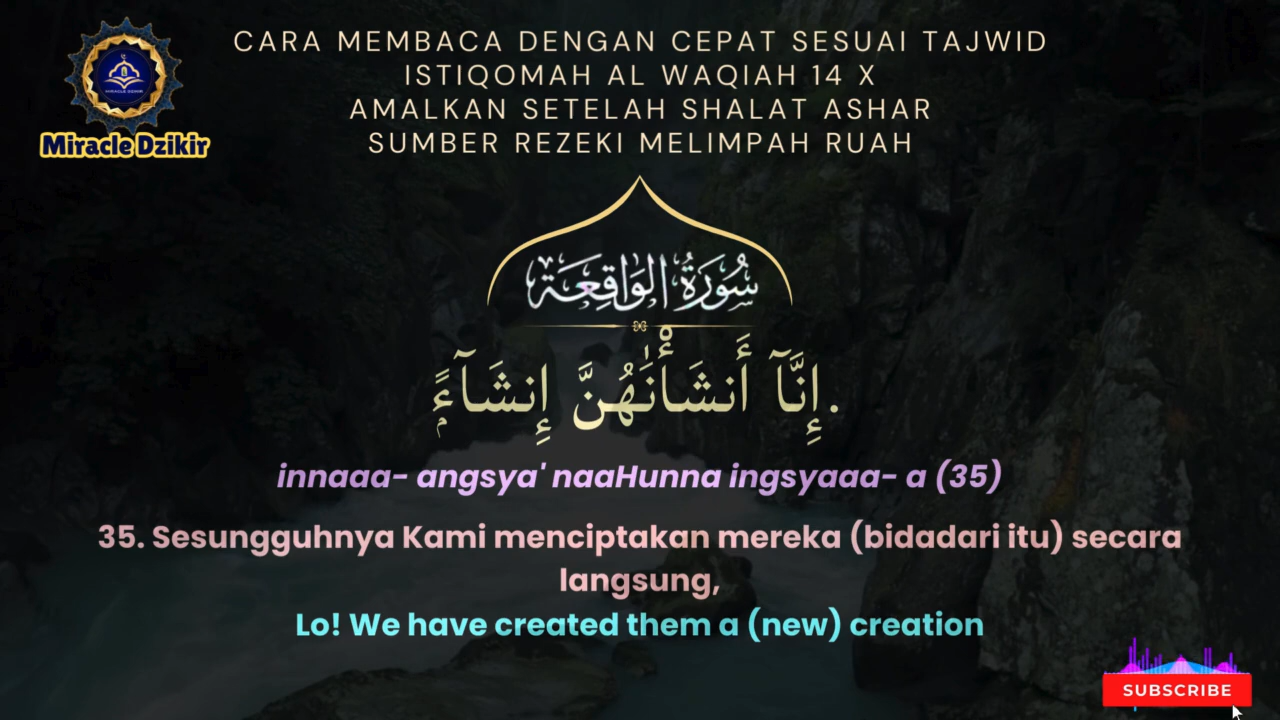 CARA MEMBACA DENGAN CEPAT SESUAI TAJWID
ISTIQOMAH AL WAQIAH 14 X
AMALKAN SETELAH SHALAT ASHAR
SUMBER REZEKI MELIMPAH RUAH
MIRACLE DZIKIR
Miracle Dzikir
سُورَةُ الوَاقِعَة
.إِنَّآ أَنشَأْنَٰهُنَّ إِنشَآءًۭ
innaaa- angsya' naaHunna ingsyaaa- a (35)
35. Sesungguhnya Kami menciptakan mereka (bidadari itu) secara
langsung,
Lo! We have created them a (new) creation
SUBSCRIBE